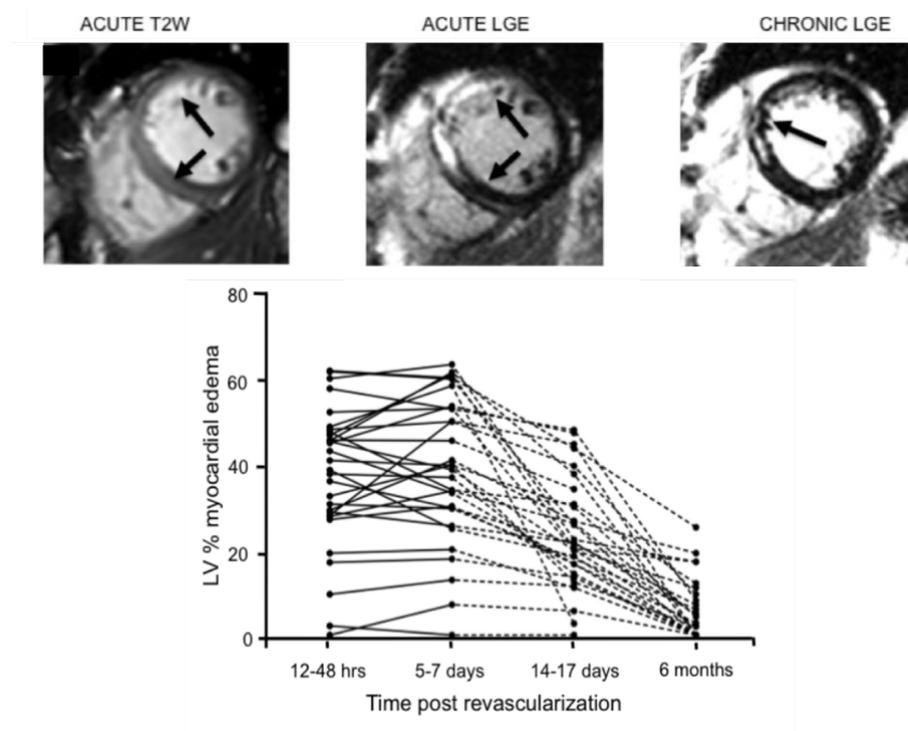 ACUTE T2W
ACUTE LGE
CHRONIC LGE
80
60
40
20
0
LV % myocardial edema
12-48 hrs
5-7 days
14-17 days
6 months
Time post revascularization